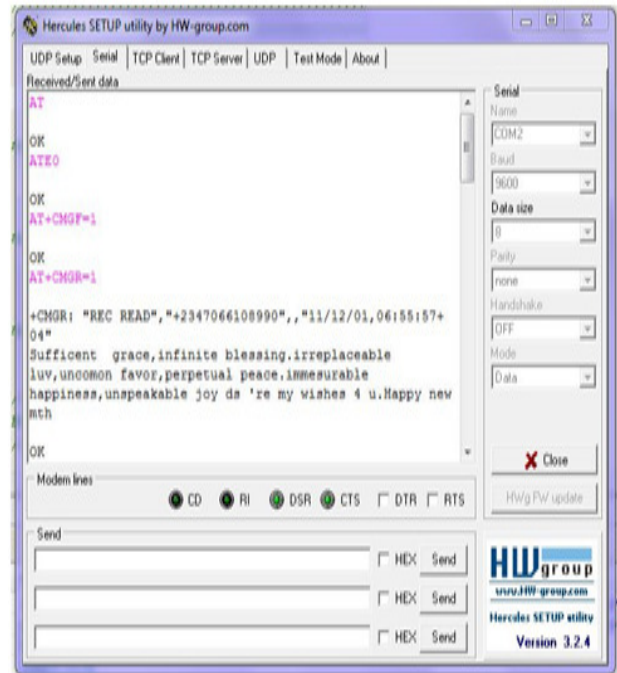 Hercules SETUP utility by HW-group.com
UDP Setup Serial TCP Client TCP Server UDP Test Mode About
Received/Sent data
AT
OK
ATE0
OK
AT+CMGF=1
OK
AT+CMGR=1
+CMGR: "REC READ","+2347066108990",,"11/12/01,06:55:57+
04"
Sufficent grace,infinite blessing.irreplaceable
luv,uncomon favor,perpetual peace.immesurable
happiness,unspeakable joy ds 're my wishes 4 u.Happy new
mth
OK
Serial
Name
COM2
Baud
9600
Data size
8
Parity
none
Handshake
OFF
Mode
Data
Close
HWg FW update
Modem lines
CD RI DSR CTS DTR RTS
Send
HEX Send
HEX Send
HEX Send
HWgroup
www.HW-group.com
Hercules SETUP utility
Version 3.2.4